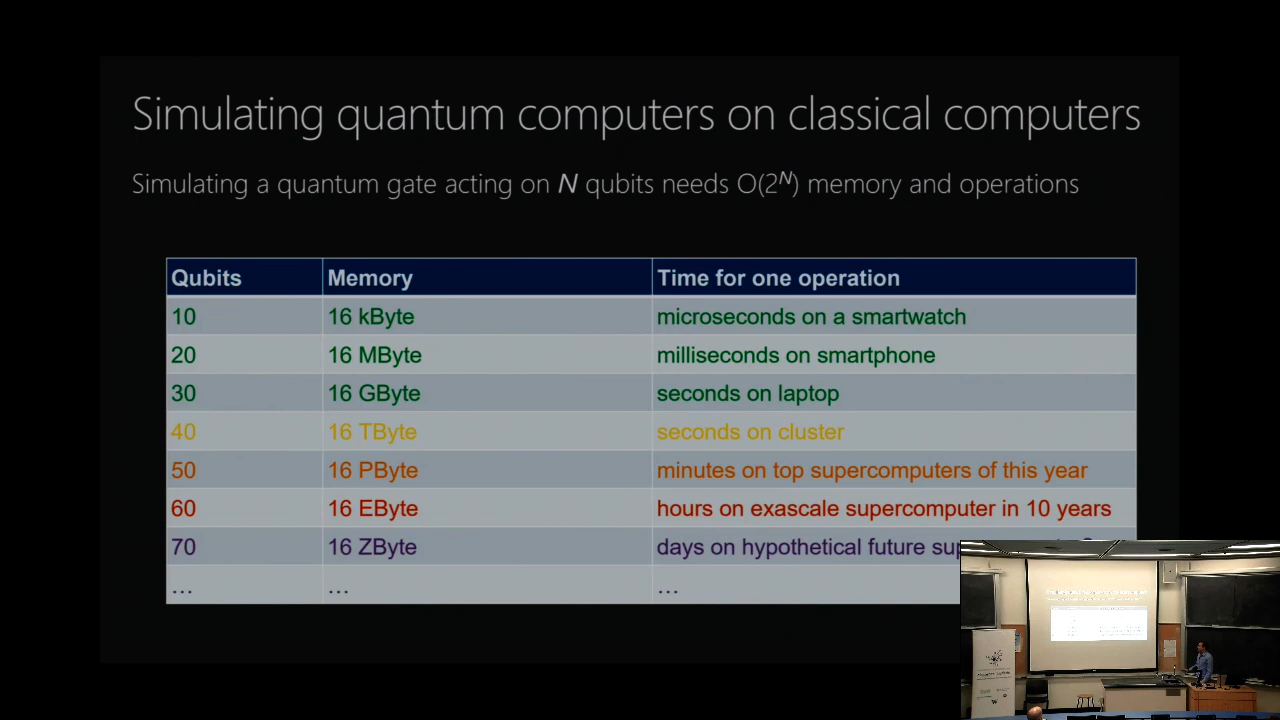 Simulating quantum computers on classical computers
Simulating a quantum gate acting on N qubits needs O(2^N) memory and operations
Qubits Memory Time for one operation
10 16 kByte microseconds on a smartwatch
20 16 MByte milliseconds on smartphone
30 16 GByte seconds on laptop
40 16 TByte seconds on cluster
50 16 PByte minutes on top supercomputers of this year
60 16 EByte hours on exascale supercomputer in 10 years
70 16 ZByte days on hypothetical future
… … …